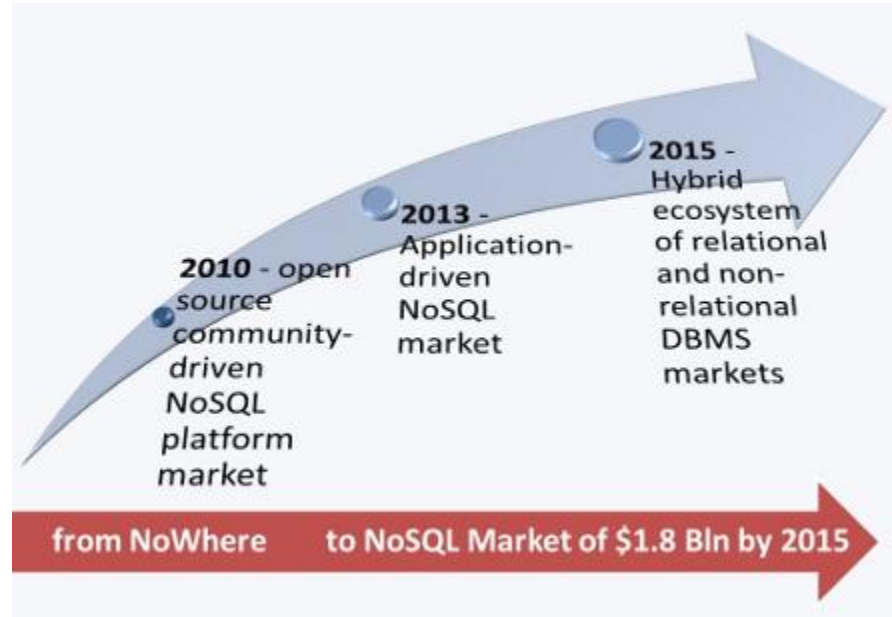 2010 - open
source
community-
driven
NoSQL
platform
market
2013 -
Application-
driven
NoSQL
market
2015 -
Hybrid
ecosystem
of relational
and non-
relational
DBMS
markets
from NoWhere to NoSQL Market of $1.8 Bln by 2015